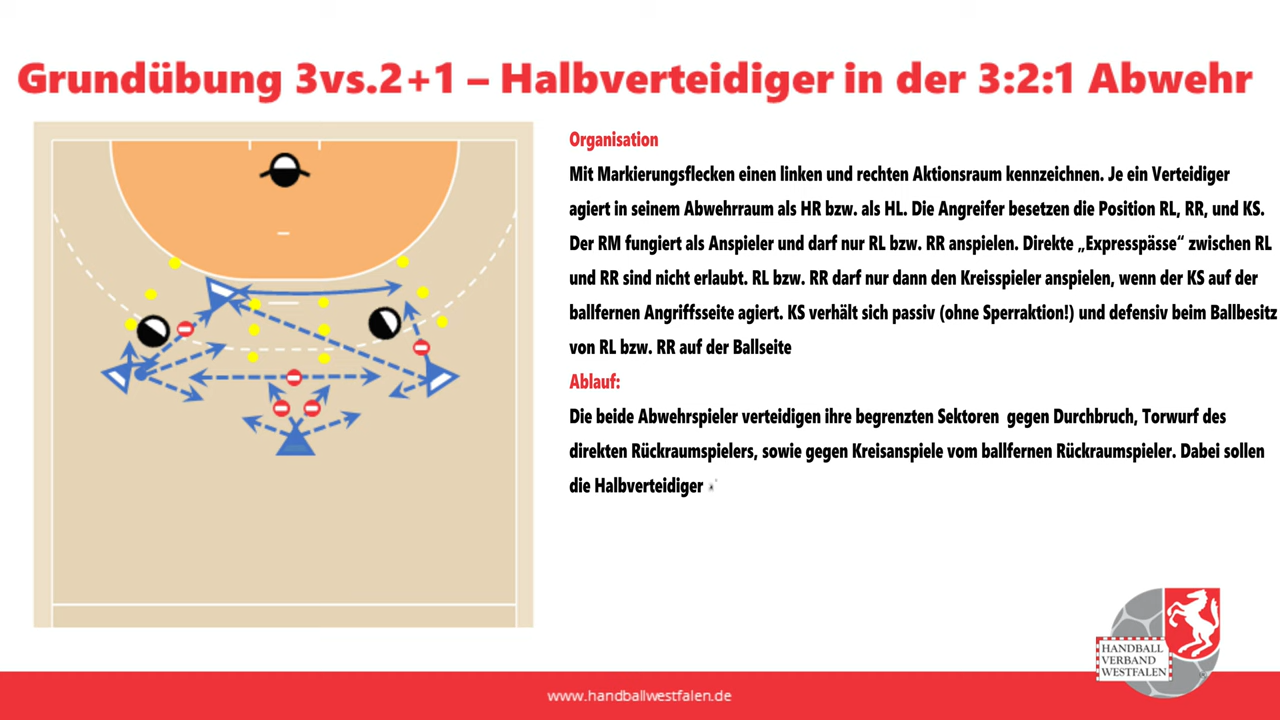 Grundübung 3vs.2+1 – Halbverteidiger in der 3:2:1 Abwehr
Organisation
Mit Markierungsflecken einen linken und rechten Aktionsraum kennzeichnen. Je ein Verteidiger
agiert in seinem Abwehrraum als HR bzw. als HL. Die Angreifer besetzen die Position RL, RR, und KS.
Der RM fungiert als Anspieler und darf nur RL bzw. RR anspielen. Direkte „Expresspässe“ zwischen RL
und RR sind nicht erlaubt. RL bzw. RR darf nur dann den Kreisspieler anspielen, wenn der KS auf der
ballfernen Angriffsseite agiert. KS verhält sich passiv (ohne Sperraktion!) und defensiv beim Ballbesitz
von RL bzw. RR auf der Ballseite
Ablauf:
Die beide Abwehrspieler verteidigen ihre begrenzten Sektoren gegen Durchbruch, Torwurf des
direkten Rückraumspielers, sowie gegen Kreisanspiele vom ballfernen Rückraumspieler. Dabei sollen
die Halbverteidiger
HANDBALL
VERBAND
WESTFALEN
www.handballwestfalen.de